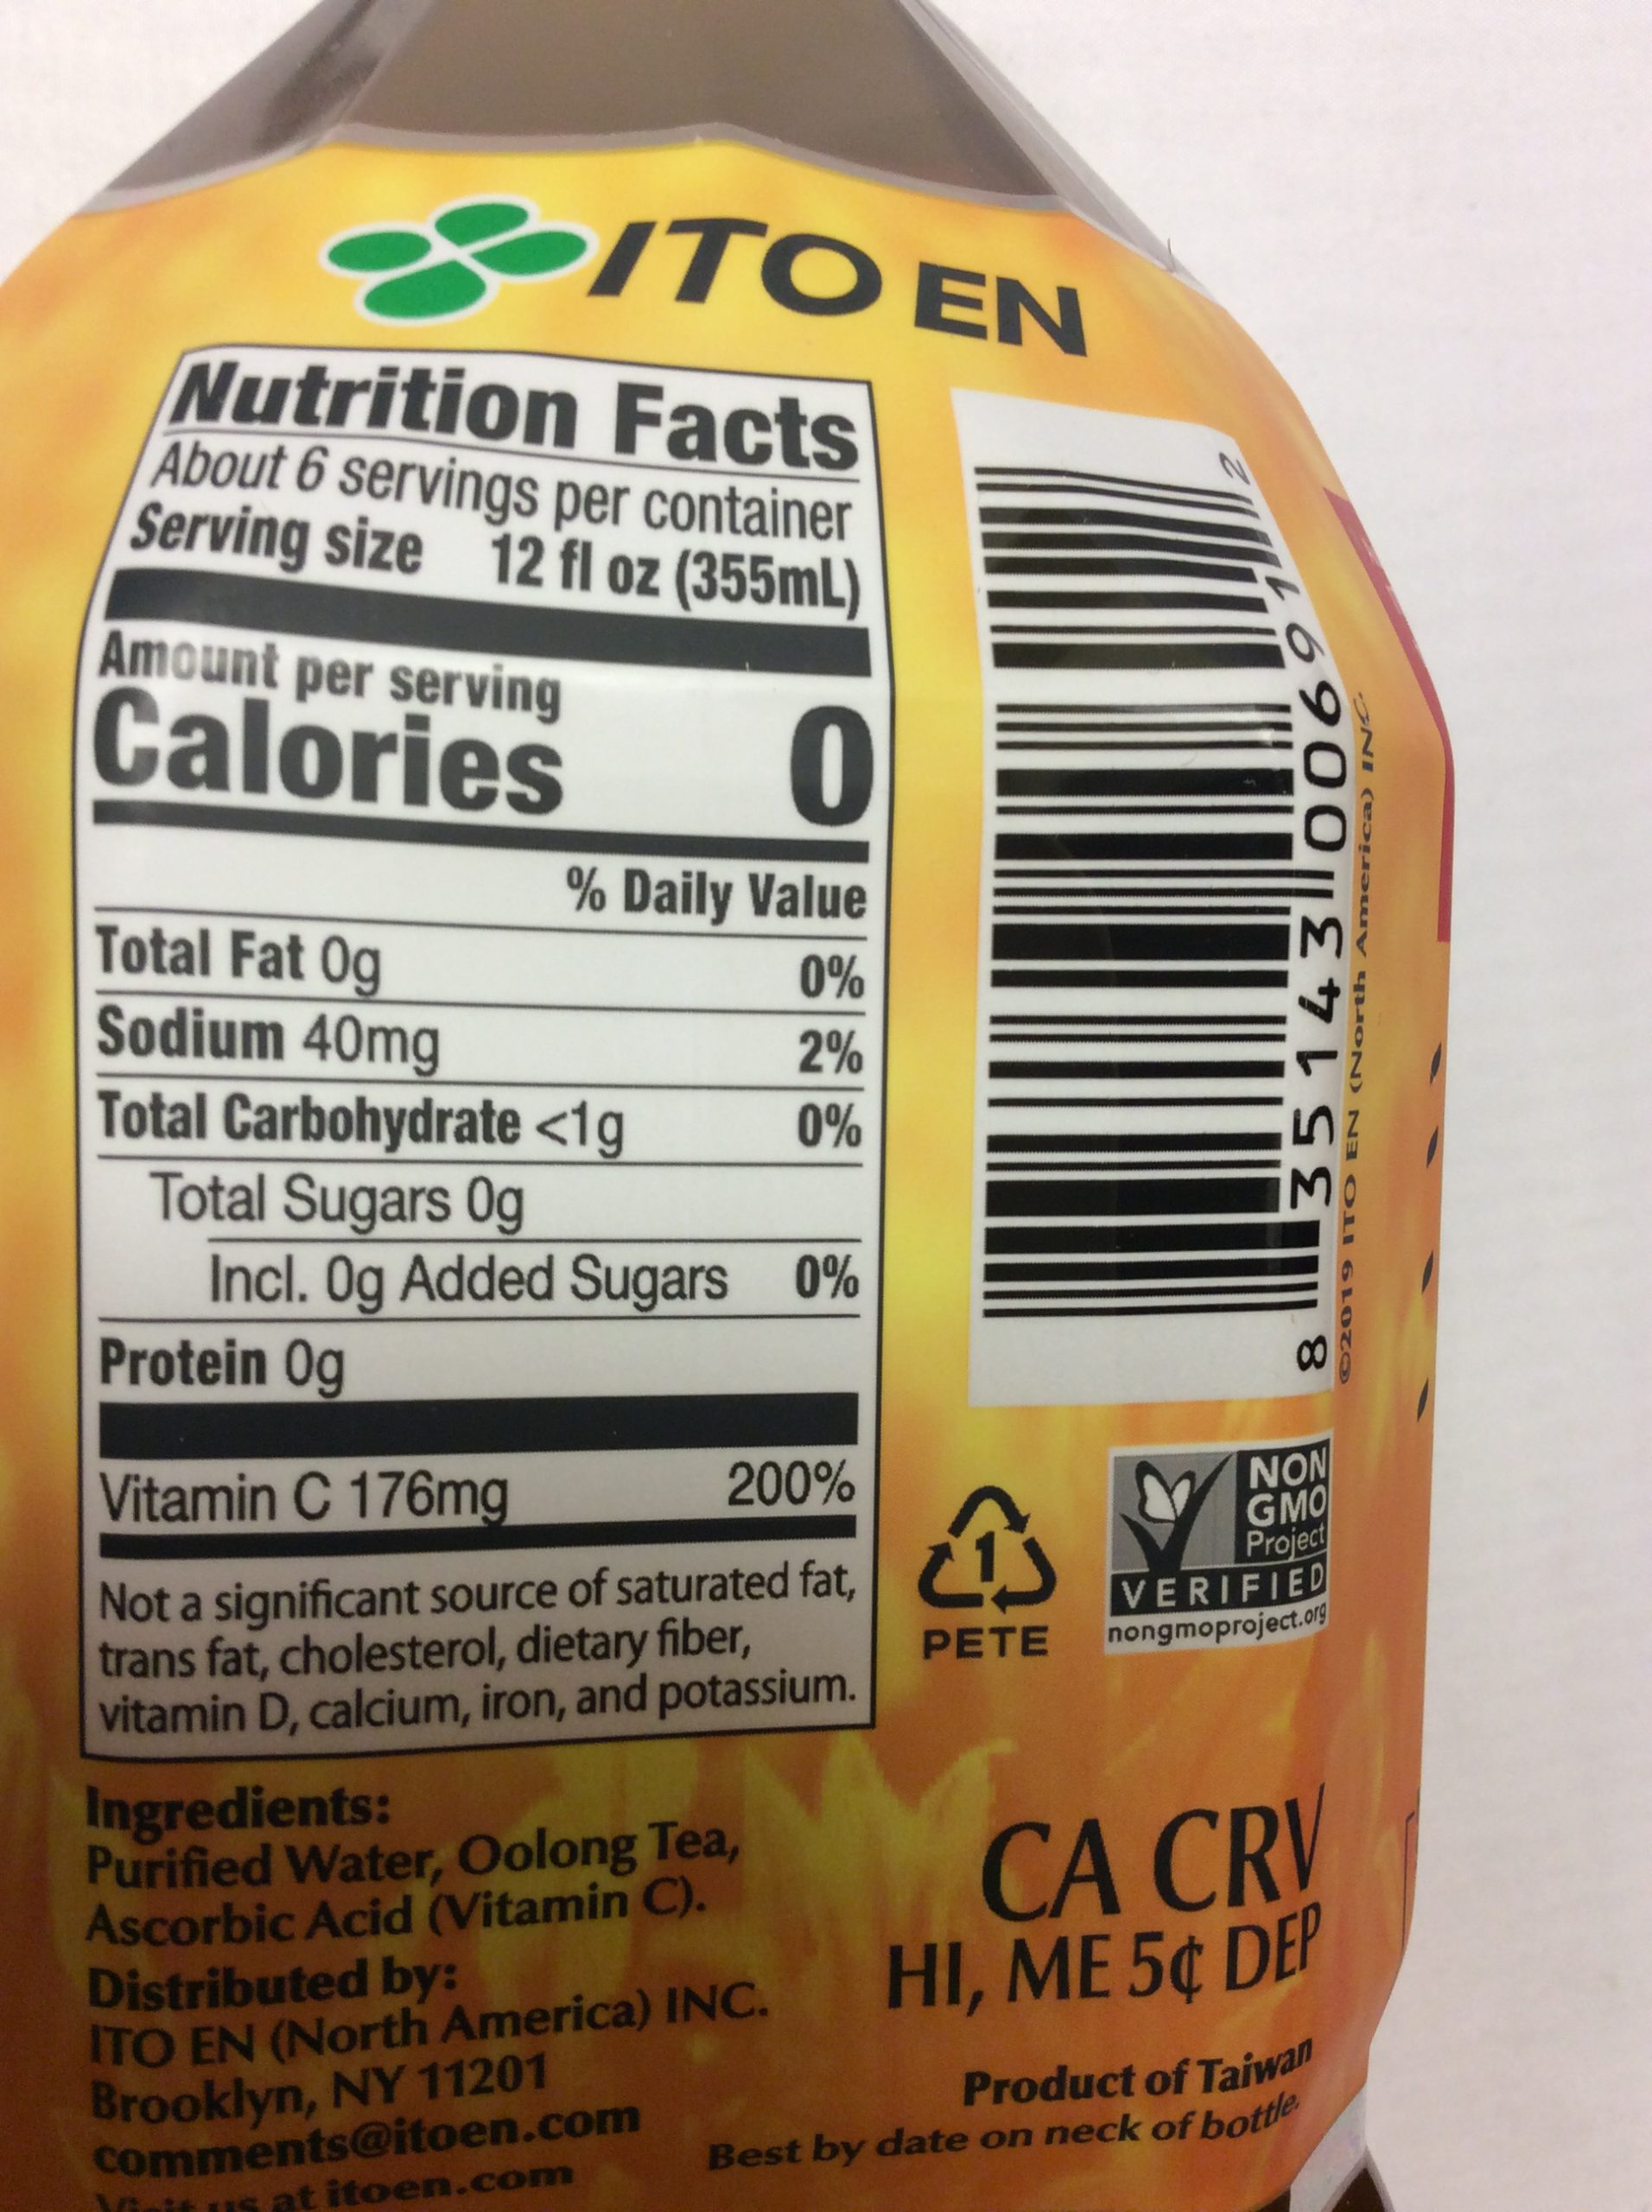 ITO EN
Nutrition Facts
About 6 servings per container
Serving size 12 fl oz (355mL)
Amount per serving
Calories 0
% Daily Value
Total Fat 0g 0%
Sodium 40mg 2%
Total Carbohydrate <1g 0%
Total Sugars 0g
Incl. 0g Added Sugars 0%
Protein 0g
Vitamin C 176mg 200%
Not a significant source of saturated fat,
trans fat, cholesterol, dietary fiber,
vitamin D, calcium, iron, and potassium.
Ingredients:
Purified Water, Oolong Tea,
Ascorbic Acid (Vitamin C).
Distributed by:
ITO EN (North America) INC.
Brooklyn, NY 11201
comments@itoen.com
Visit us at itoen.com
8 35143 00691 2
©2019 ITO EN (North America) INC.
1
PETE
NON
GMO
Project
VERIFIED
nongmoproject.org
CA CRV
HI, ME 5¢ DEP
Product of Taiwan
Best by date on neck of bottle.